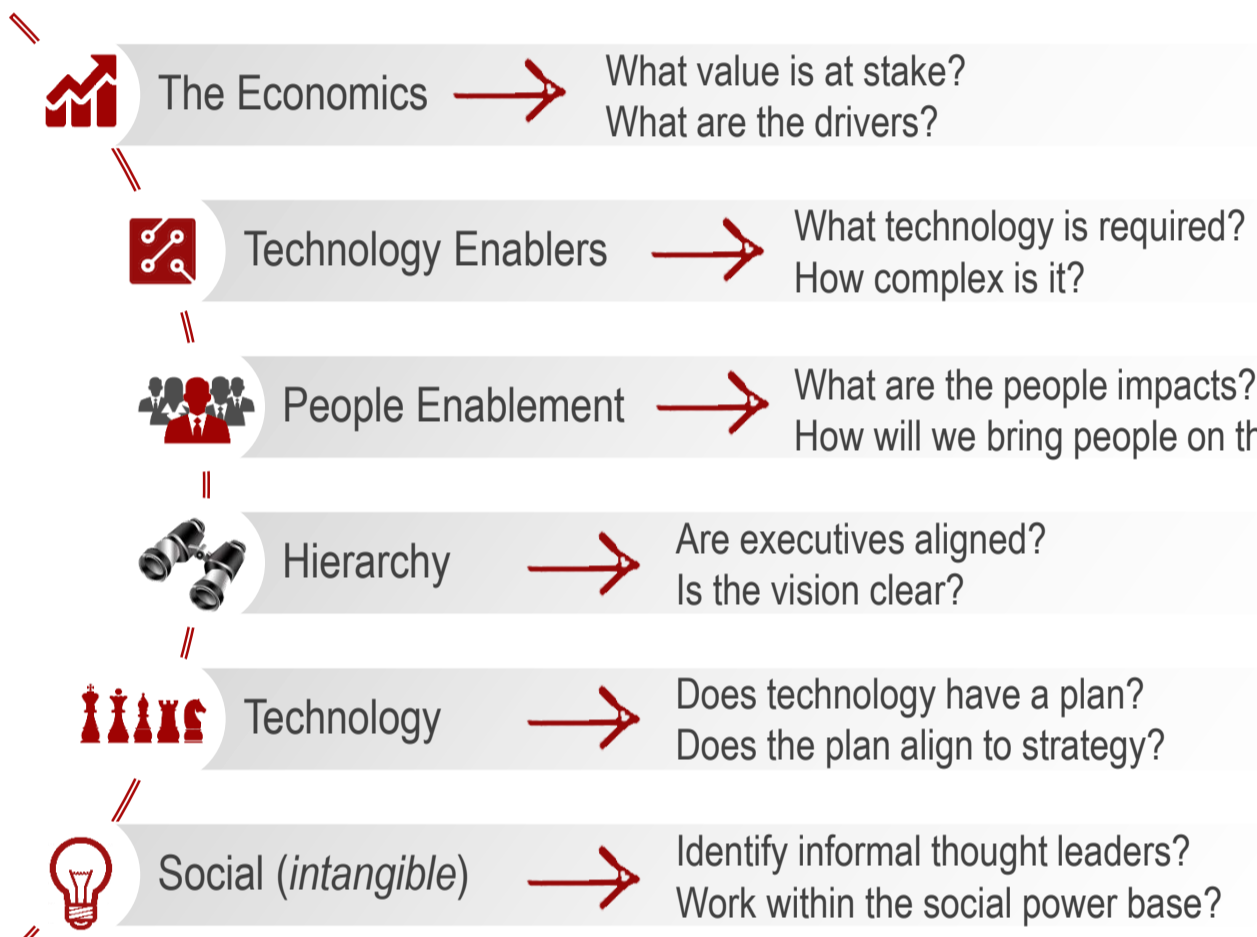 The Economics
What value is at stake?
What are the drivers?
Technology Enablers
What technology is required?
How complex is it?
People Enablement
What are the people impacts?
How will we bring people on
Hierarchy
Are executives aligned?
Is the vision clear?
Technology
Does technology have a plan?
Does the plan align to strategy?
Social (intangible)
Identify informal thought leaders?
Work within the social power base?